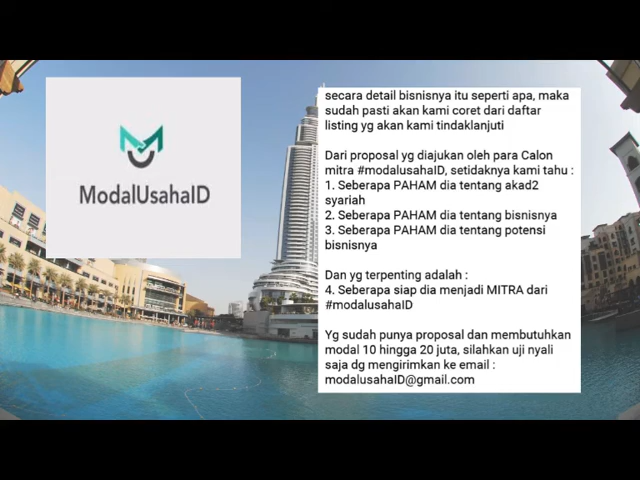 ModalUsahaID
secara detail bisnisnya itu seperti apa, maka
sudah pasti akan kami coret dari daftar
listing yg akan kami tindaklanjuti
Dari proposal yg diajukan oleh para Calon
mitra #modalusahaID, setidaknya kami tahu :
1. Seberapa PAHAM dia tentang akad2
syariah
2. Seberapa PAHAM dia tentang bisnisnya
3. Seberapa PAHAM dia tentang potensi
bisnisnya
Dan yg terpenting adalah :
4. Seberapa siap dia menjadi MITRA dari
#modalusahaID
Yg sudah punya proposal dan membutuhkan
modal 10 hingga 20 juta, silahkan uji nyali
saja dg mengirimkan ke email :
modalusahaID@gmail.com